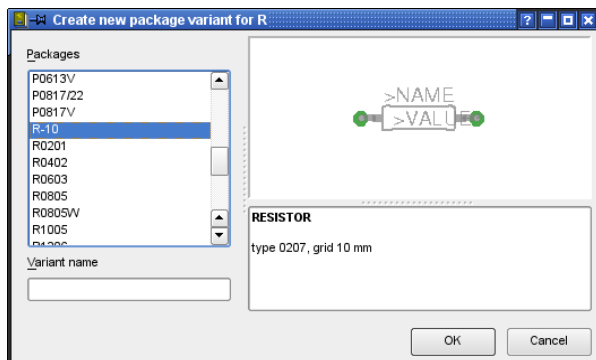 Create new package variant for R
Packages
P0613V
P0817/22
P0817V
R-10
R0201
R0402
R0603
R0805
R0805W
R1005
R1206
Variant name
>NAME
>VALUE
RESISTOR
type 0207, grid 10 mm
OK
Cancel